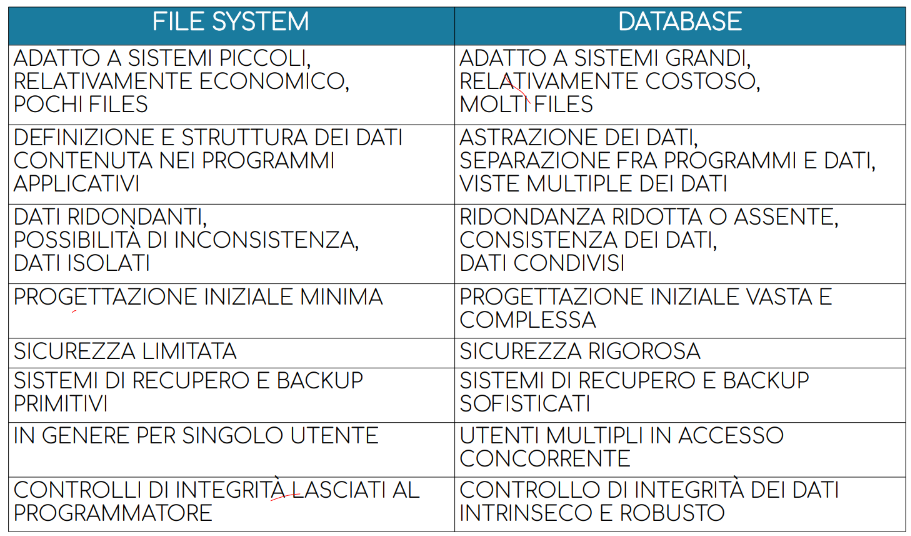 FILE SYSTEM
DATABASE
ADATTO A SISTEMI PICCOLI,
RELATIVAMENTE ECONOMICO,
POCHI FILES
ADATTO A SISTEMI GRANDI,
RELATIVAMENTE COSTOSO,
MOLTI FILES
DEFINIZIONE E STRUTTURA DEI DATI
CONTENUTA NEI PROGRAMMI
APPLICATIVI
ASTRAZIONE DEI DATI,
SEPARAZIONE FRA PROGRAMMI E DATI,
VISTE MULTIPLE DEI DATI
DATI RIDONDANTI,
POSSIBILITÀ DI INCONSISTENZA,
DATI ISOLATI
RIDONDANZA RIDOTTA O ASSENTE,
CONSISTENZA DEI DATI,
DATI CONDIVISI
PROGETTAZIONE INIZIALE MINIMA
PROGETTAZIONE INIZIALE VASTA E
COMPLESSA
SICUREZZA LIMITATA
SICUREZZA RIGOROSA
SISTEMI DI RECUPERO E BACKUP
PRIMITIVI
SISTEMI DI RECUPERO E BACKUP
SOFISTICATI
IN GENERE PER SINGOLO UTENTE
UTENTI MULTIPLI IN ACCESSO
CONCORRENTE
CONTROLLI DI INTEGRITÀ LASCIATI AL
PROGRAMMATORE
CONTROLLO DI INTEGRITÀ DEI DATI
INTRINSECO E ROBUSTO